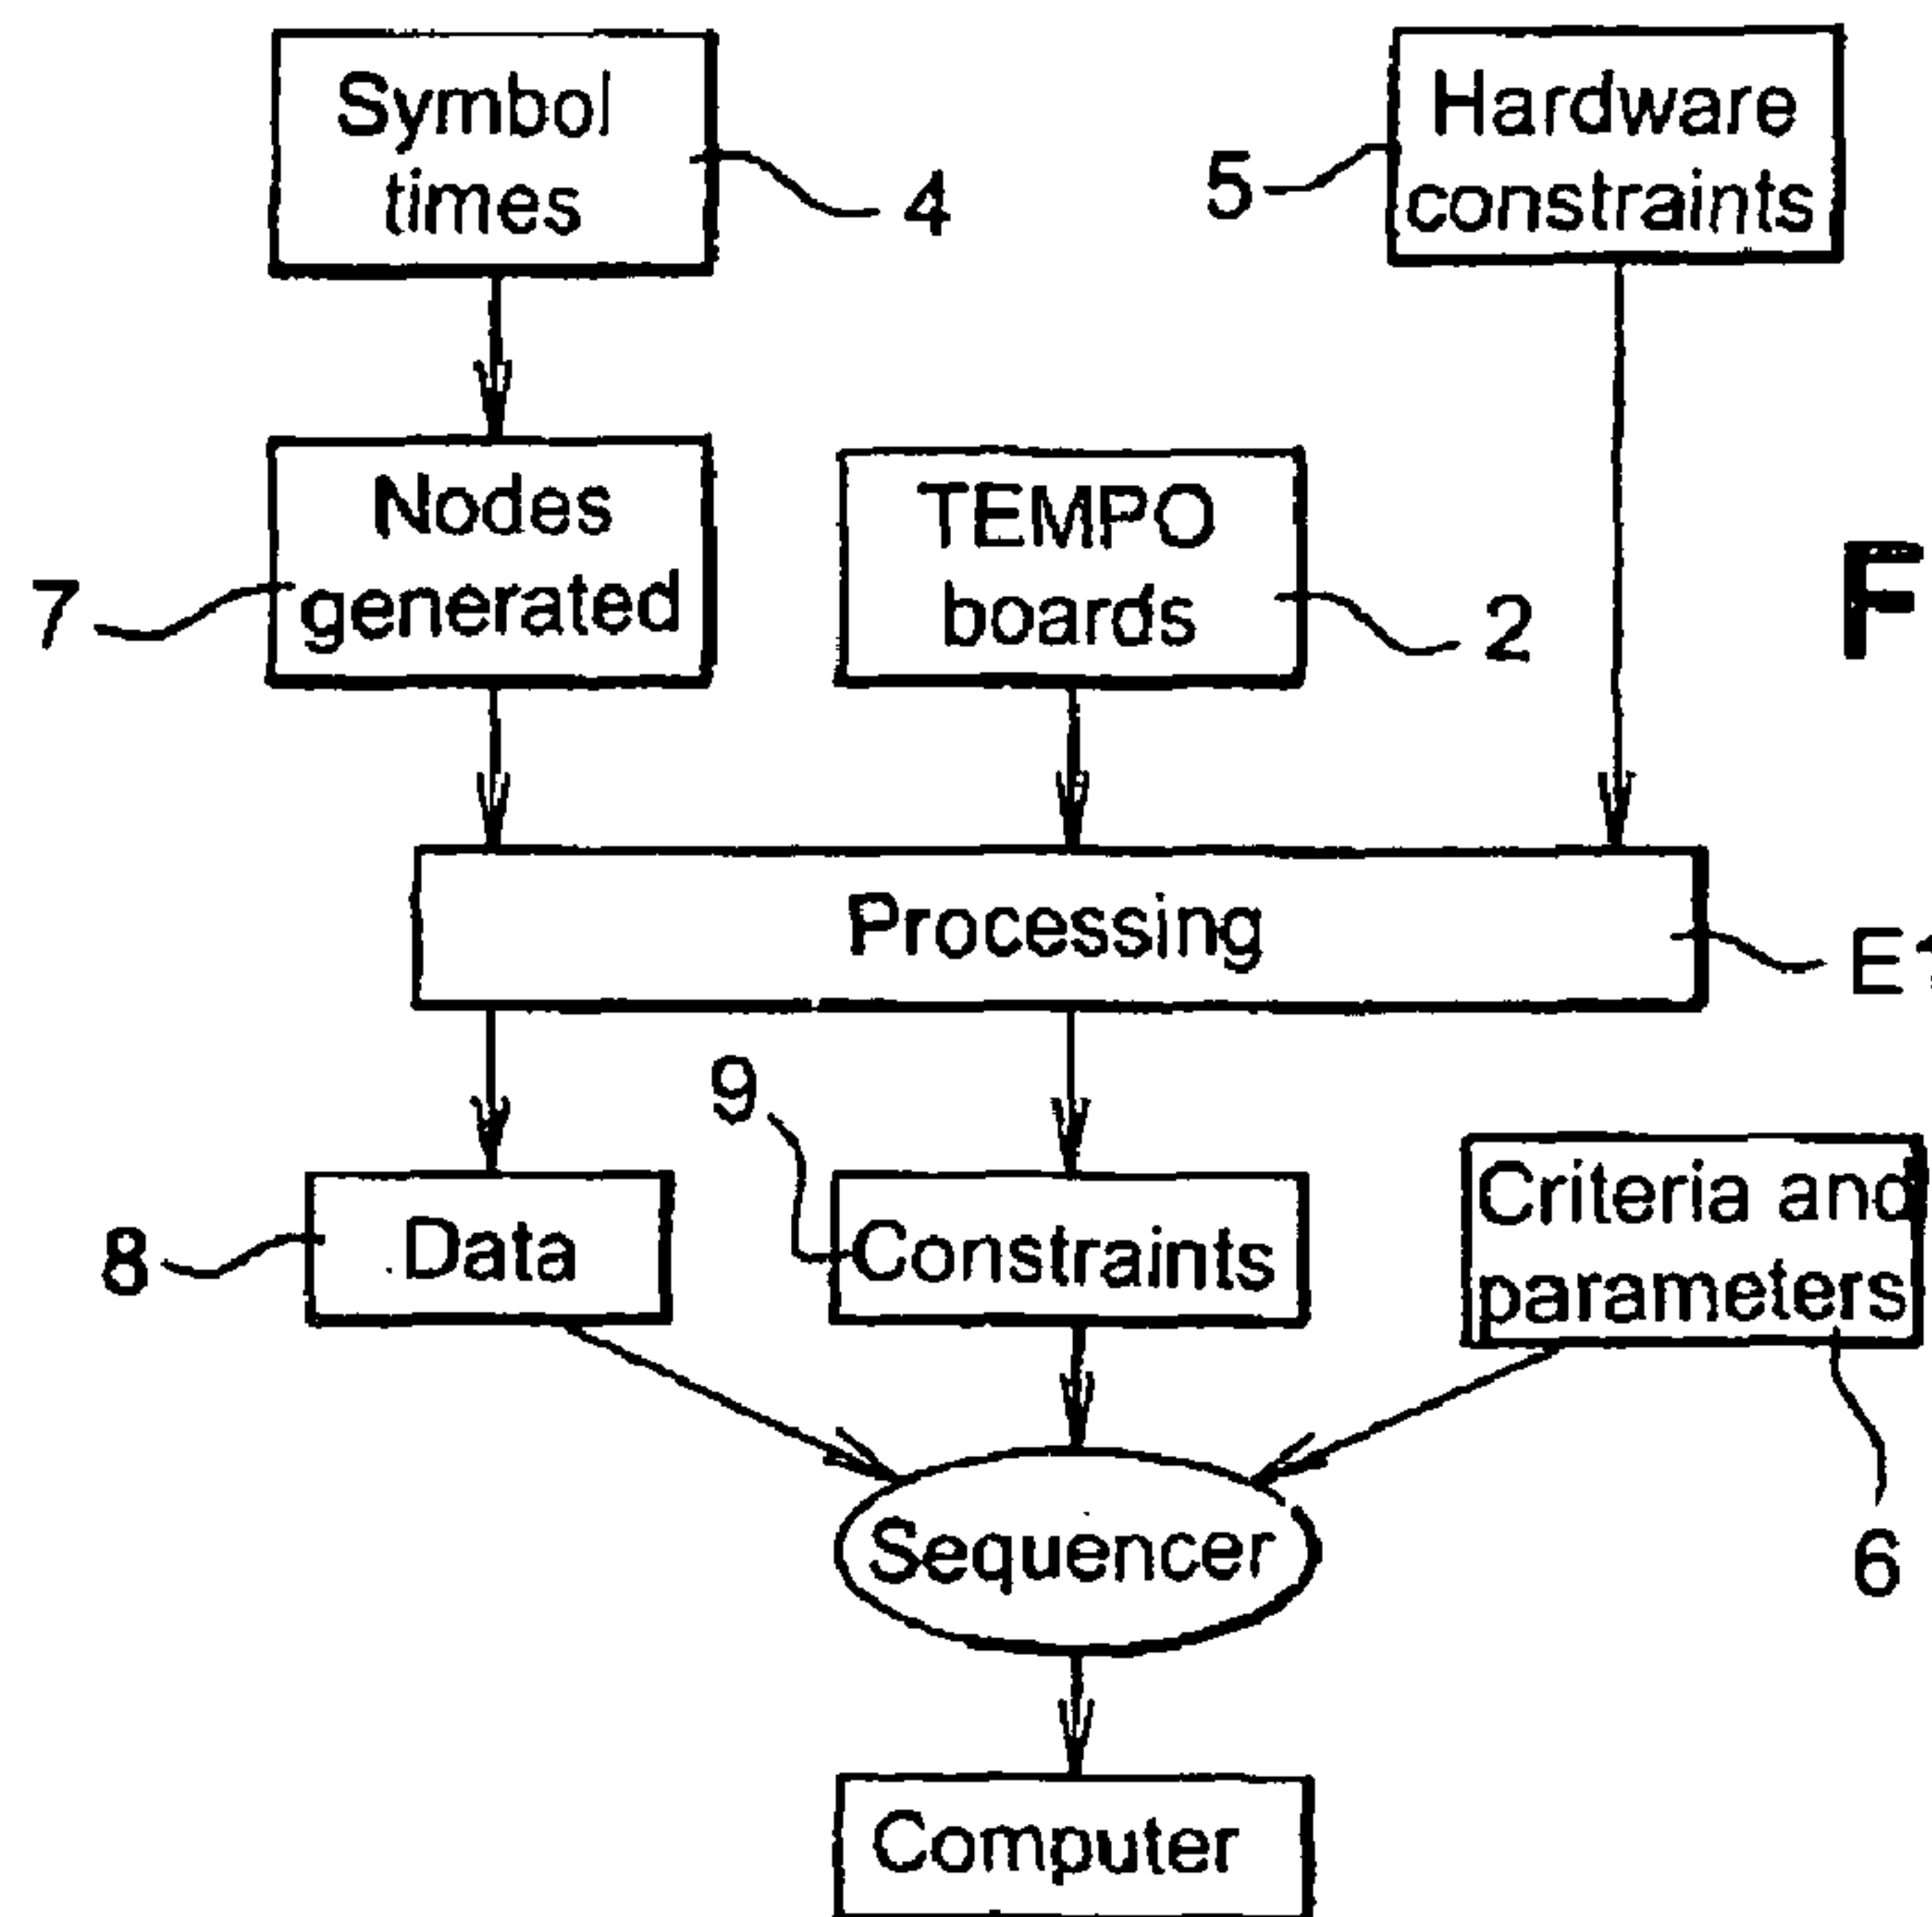 Symbol
times
4
5
Hardware
constraints
Nodes
generated
7
TEMPO
boards
2
F
Processing
E1
9
8
Data
Constraints
Criteria and
parameters
6
Sequencer
Computer